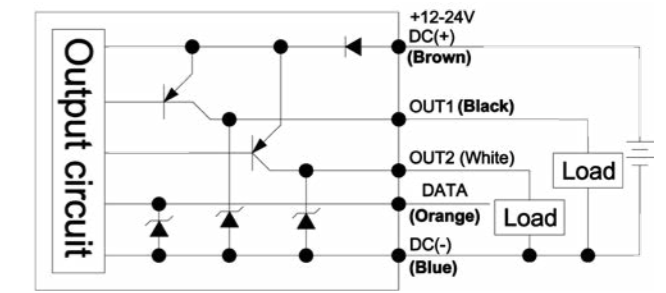 Output circuit
+12-24V
DC(+)
(Brown)
OUT1 (Black)
OUT2 (White)
DATA
(Orange)
DC(-)
(Blue)
Load
Load